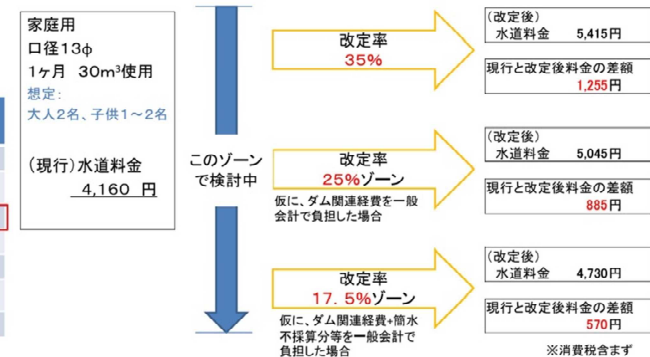 家庭用
口径13φ
1ヶ月 30m³使用
想定:
大人2名、子供1～2名
(現行)水道料金
4,160 円
このゾーン
で検討中
改定率
35%
(改定後)
水道料金 5,415円
現行と改定後料金の差額
1,255円
改定率
25%ゾーン
仮に、ダム関連経費を一般
会計で負担した場合
(改定後)
水道料金 5,045円
現行と改定後料金の差額
885円
改定率
17.5%ゾーン
仮に、ダム関連経費+簡水
不採算分等を一般会計で
負担した場合
(改定後)
水道料金 4,730円
現行と改定後料金の差額
570円
※消費税含まず